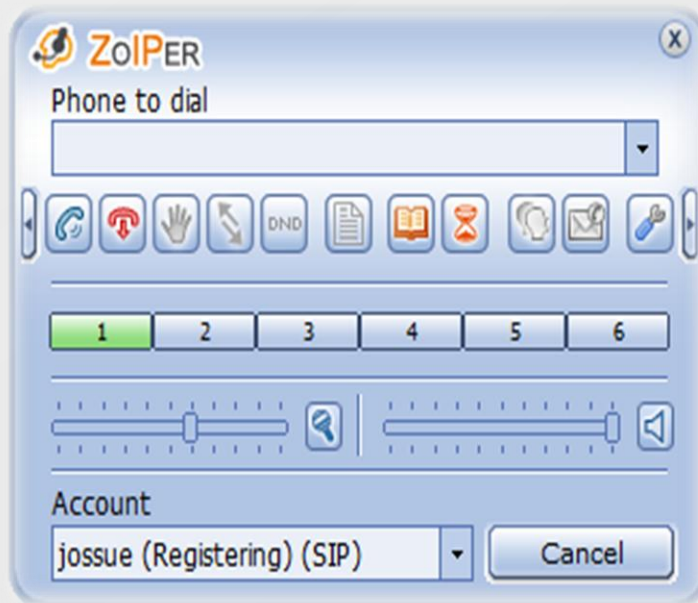 ZoIPER
X
Phone to dial
DND
1 2 3 4 5 6
Account
jossue (Registering) (SIP)
Cancel